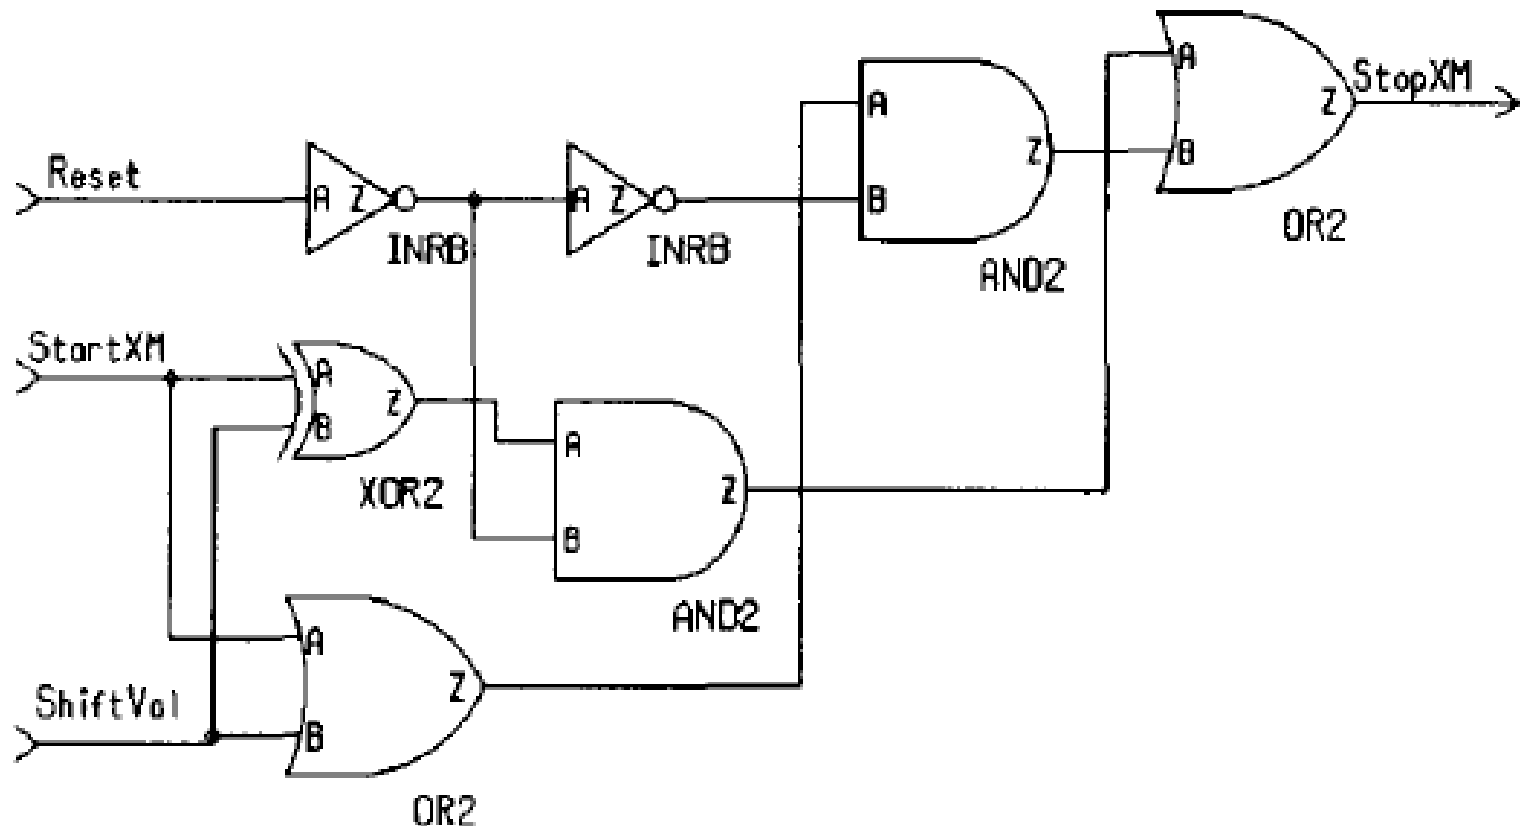 A
StopXM
Z
B
OR2
A
Z
B
AND2
Reset
A Z
INRB
A Z
INRB
StartXM
A
Z
B
XOR2
A
Z
B
AND2
A
Z
B
OR2
ShiftVal